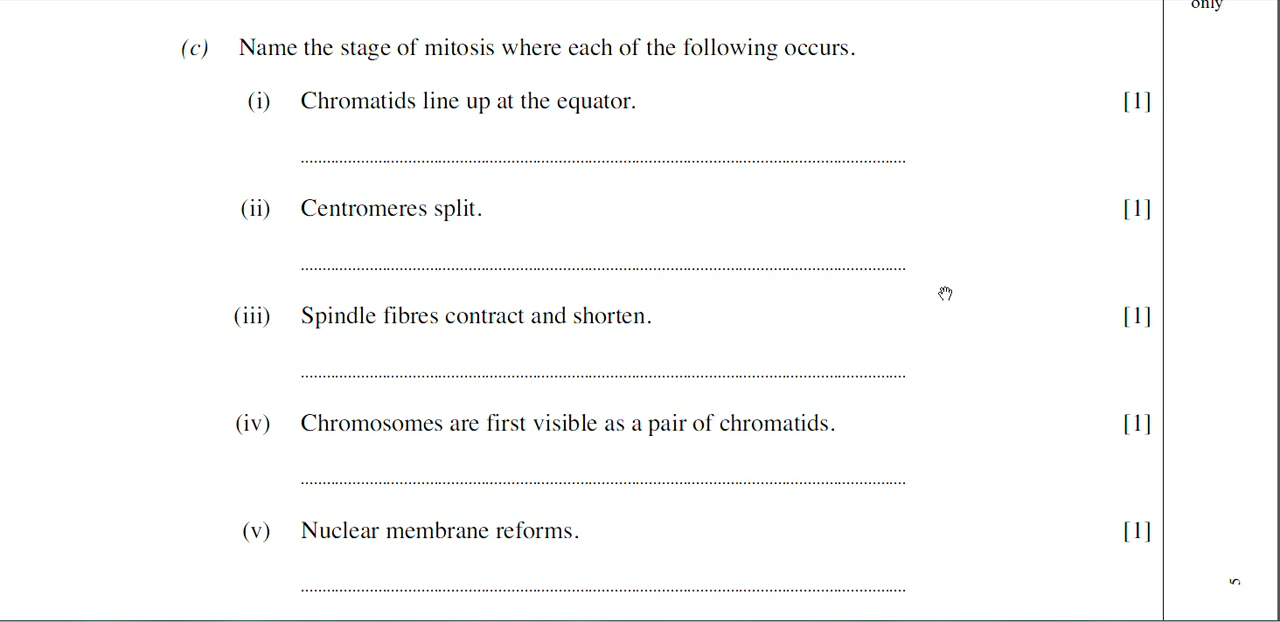 only
(c) Name the stage of mitosis where each of the following occurs.
(i) Chromatids line up at the equator. [1]
(ii) Centromeres split. [1]
(iii) Spindle fibres contract and shorten. [1]
(iv) Chromosomes are first visible as a pair of chromatids. [1]
(v) Nuclear membrane reforms. [1]
5